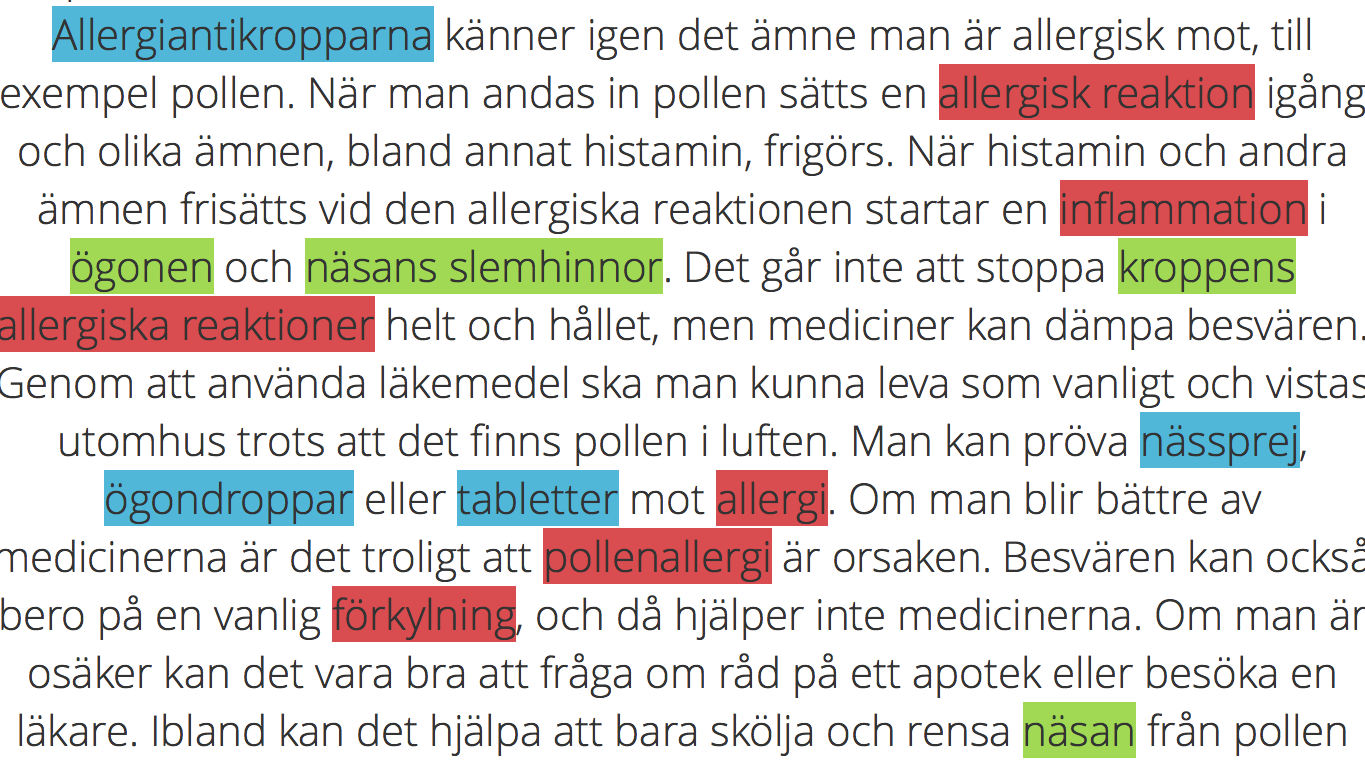 Allergiantikropparna känner igen det ämne man är allergisk mot, till
exempel pollen. När man andas in pollen sätts en allergisk reaktion igång
och olika ämnen, bland annat histamin, frigörs. När histamin och andra
ämnen frisätts vid den allergiska reaktionen startar en inflammation i
ögonen och näsans slemhinnor. Det går inte att stoppa kroppens
allergiska reaktioner helt och hållet, men mediciner kan dämpa besvären.
Genom att använda läkemedel ska man kunna leva som vanligt och vistas
utomhus trots att det finns pollen i luften. Man kan pröva nässprej,
ögondroppar eller tabletter mot allergi. Om man blir bättre av
medicinerna är det troligt att pollenallergi är orsaken. Besvären kan också
bero på en vanlig förkylning, och då hjälper inte medicinerna. Om man är
osäker kan det vara bra att fråga om råd på ett apotek eller besöka en
läkare. Ibland kan det hjälpa att bara skölja och rensa näsan från pollen